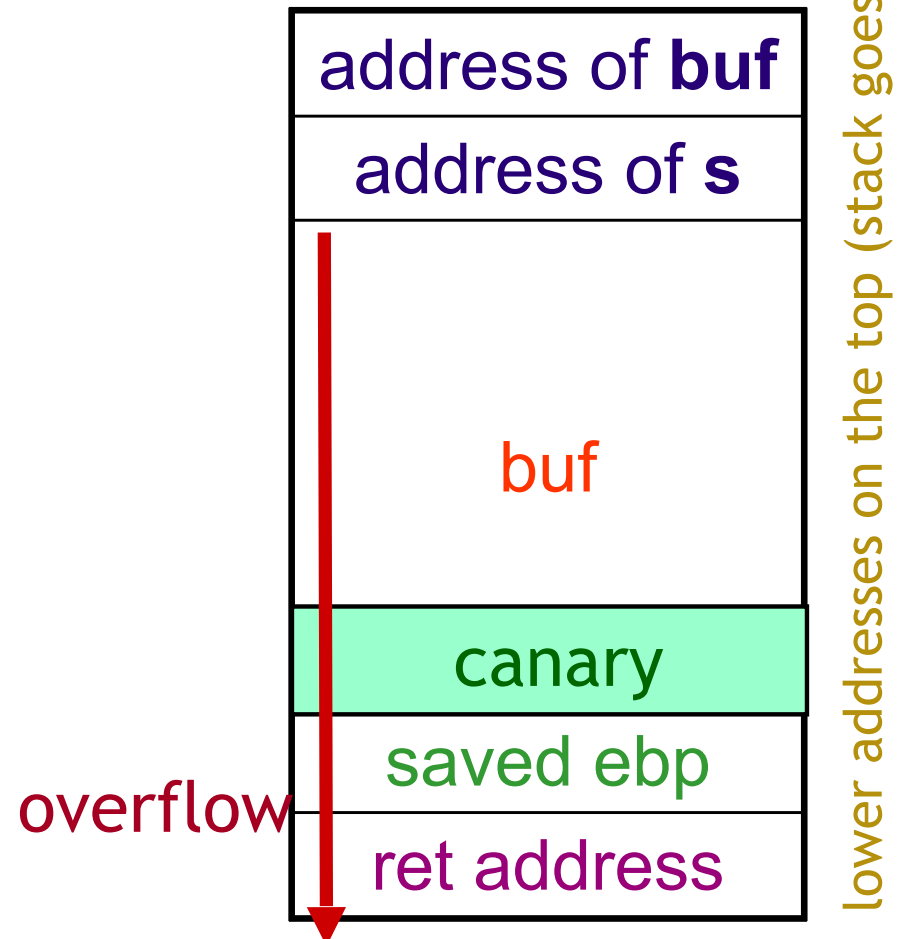 address of buf
address of s
buf
canary
saved ebp
overflow
ret address
lower addresses on the top (stack goes